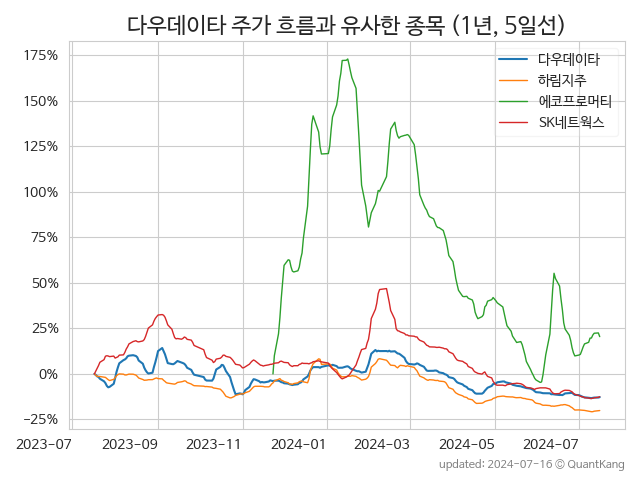 다우데이타 주가 흐름과 유사한 종목 (1년, 5일선)
다우데이타
하림지주
에코프로머티
SK네트웍스
175%
150%
125%
100%
75%
50%
25%
0%
−25%
2023-07
2023-09
2023-11
2024-01
2024-03
2024-05
2024-07
updated: 2024-07-16 © QuantKang